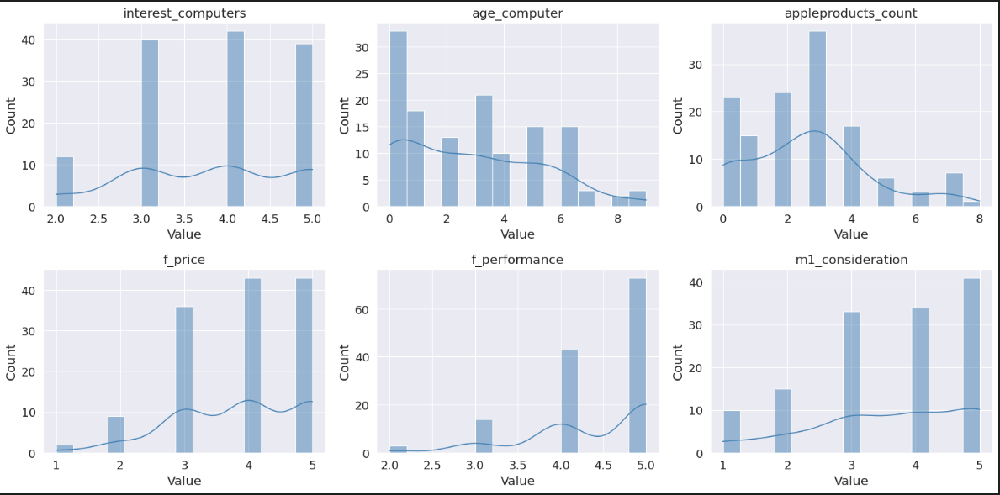 interest_computers
age_computer
appleproducts_count
40
30
20
10
0
Count
2.0 2.5 3.0 3.5 4.0 4.5 5.0
Value
30
25
20
15
10
5
0
Count
0 2 4 6 8
Value
30
20
10
0
Count
0 2 4 6 8
Value
f_price
f_performance
m1_consideration
40
30
20
10
0
Count
1 2 3 4 5
Value
60
40
20
0
Count
2.0 2.5 3.0 3.5 4.0 4.5 5.0
Value
40
30
20
10
0
Count
1 2 3 4 5
Value